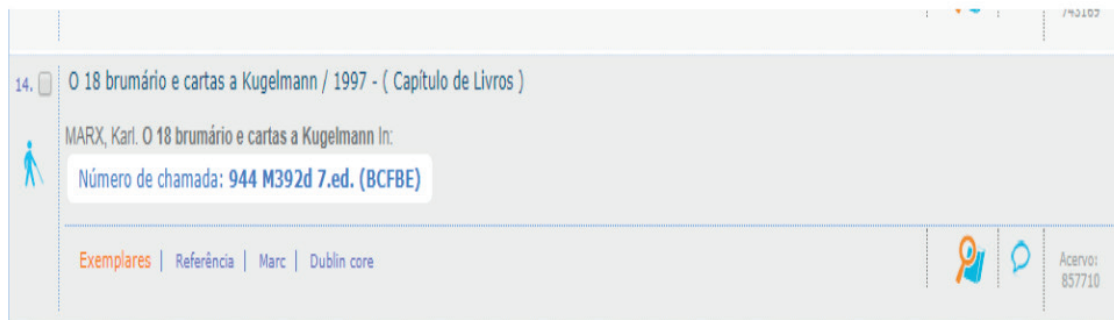 743169
14. O 18 brumário e cartas a Kugelmann / 1997 - ( Capítulo de Livros )
MARX, Karl. O 18 brumário e cartas a Kugelmann In:
Número de chamada: 944 M392d 7.ed. (BCFBE)
Exemplares | Referência | Marc | Dublin core
Acervo:
857710